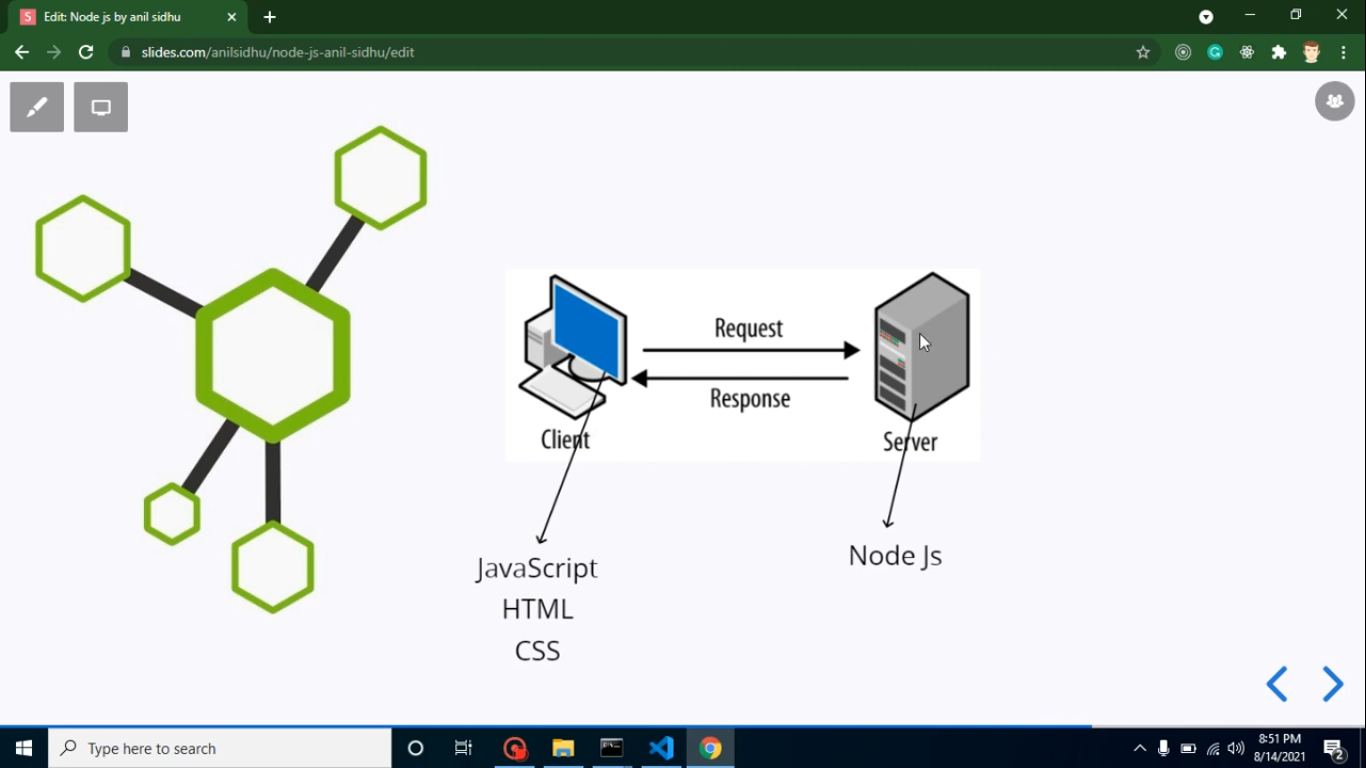 Edit: Node js by anil sidhu
slides.com/anilsidhu/node-js-anil-sidhu/edit
Request
Response
Client
Server
JavaScript
HTML
CSS
Node Js
Type here to search
8:51 PM
8/14/2021
2